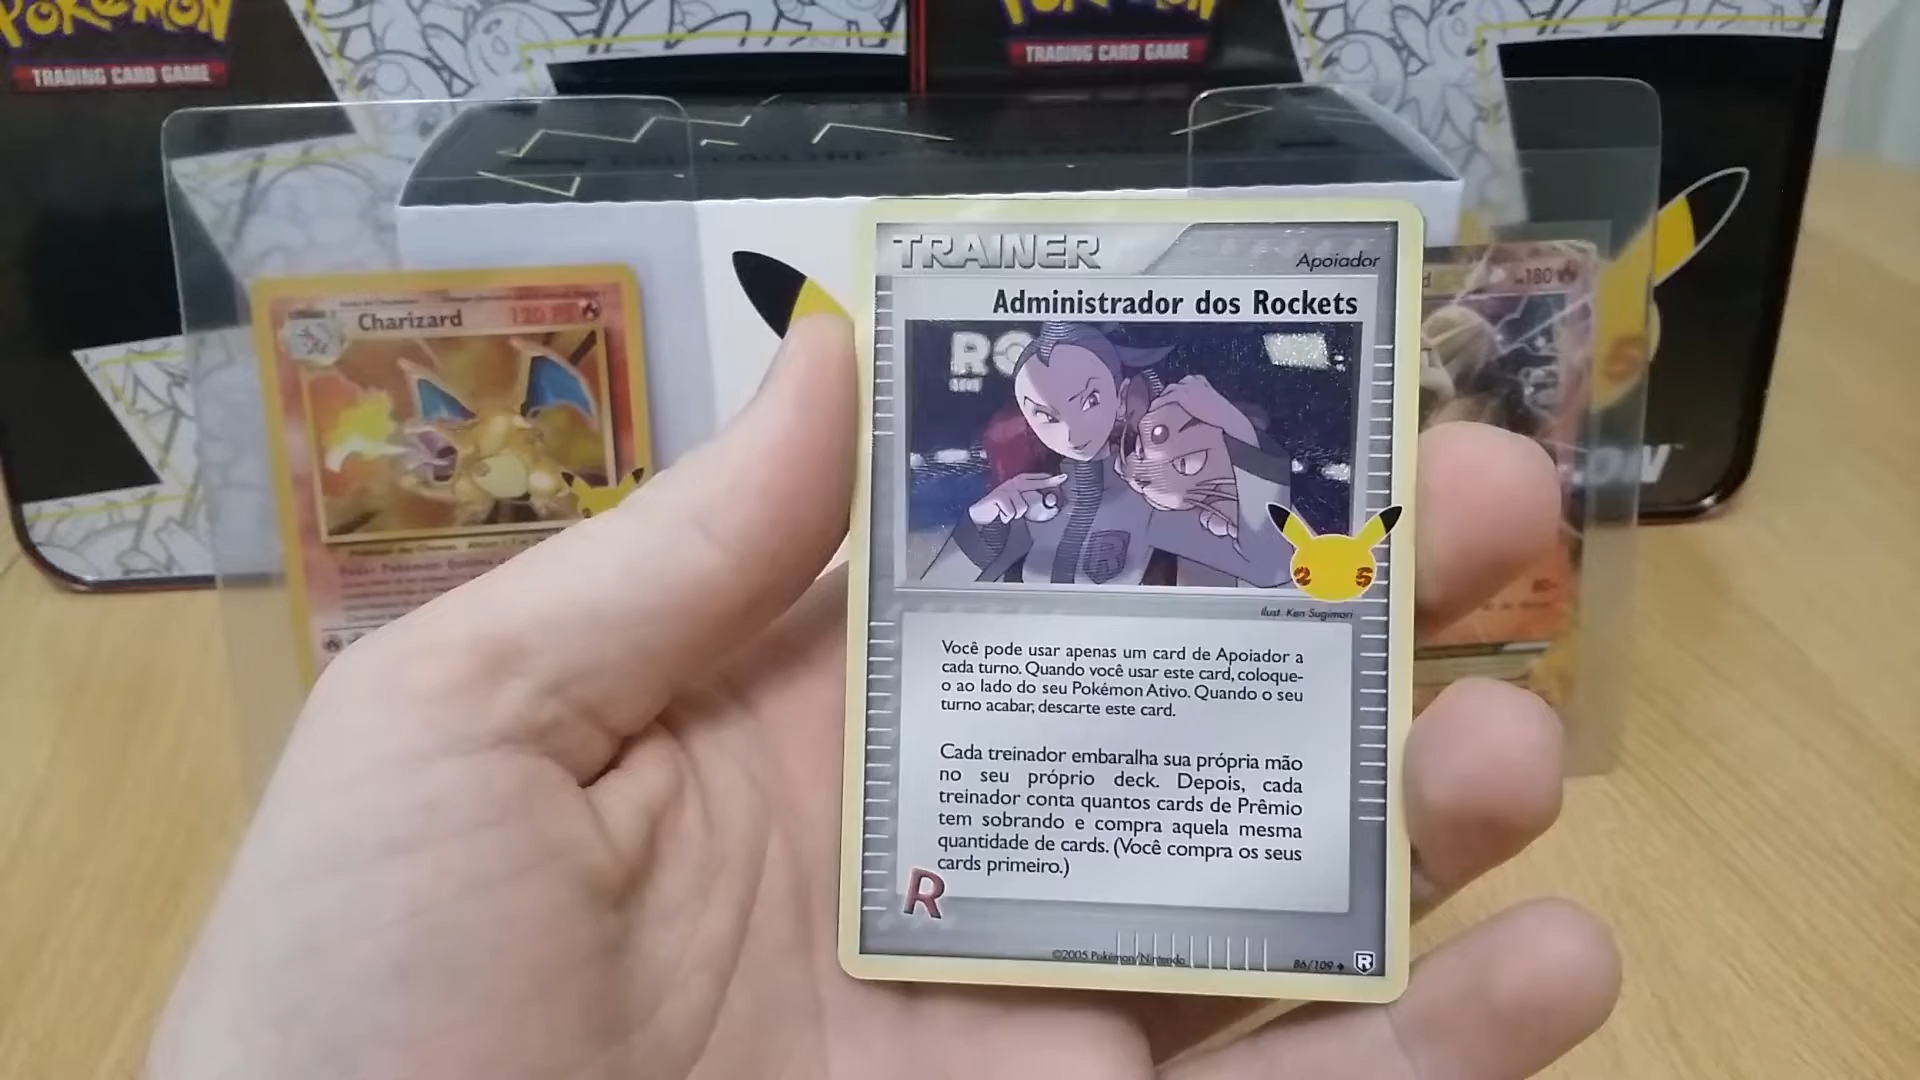 POKéMON
TRADING CARD GAME
TRADING CARD GAME
Charizard
120
180
TRAINER
Apoiador
Administrador dos Rockets
R
25
Ilust. Ken Sugimori
Você pode usar apenas um card de Apoiador a
cada turno. Quando você usar este card, coloque-
o ao lado do seu Pokémon Ativo. Quando o seu
turno acabar, descarte este card.
Cada treinador embaralha sua própria mão
no seu próprio deck. Depois, cada
treinador conta quantos cards de Prêmio
tem sobrando e compra aquela mesma
quantidade de cards. (Você compra os seus
cards primeiro.)
R
©2005 Pokémon/Nintendo
86/109
R